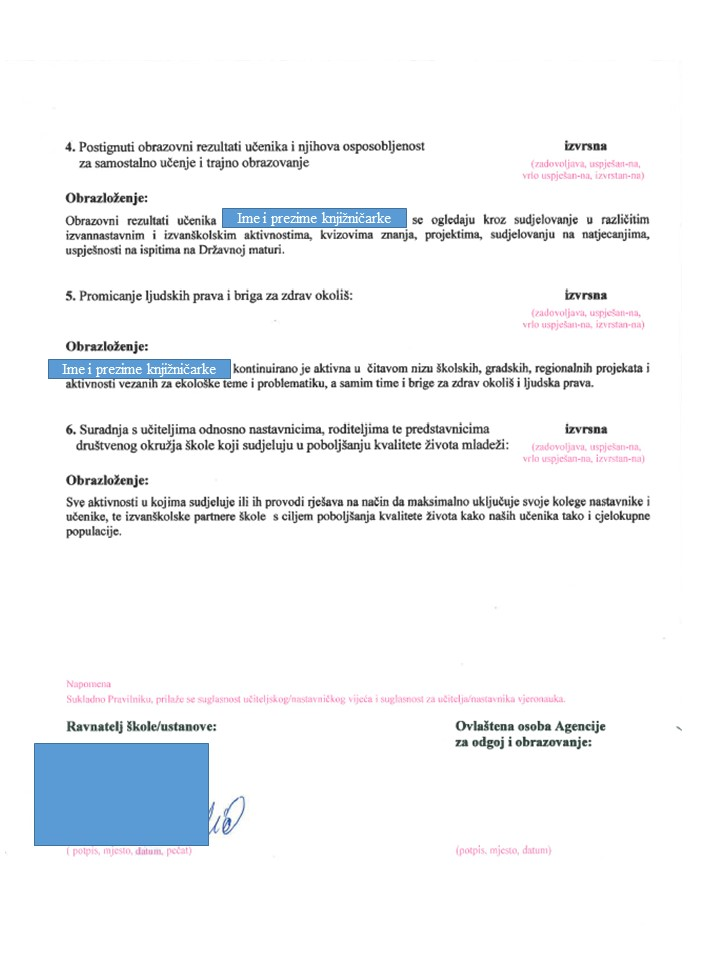 4. Postignuti obrazovni rezultati učenika i njihova osposobljenost
za samostalno učenje i trajno obrazovanje
izvrsna
(zadovoljava, uspješan-na,
vrlo uspješan-na, izvrstan-na)
Obrazloženje:
Obrazovni rezultati učenika Ime i prezime knjižničarke se ogledaju kroz sudjelovanje u različitim
izvannastavnim i izvanškolskim aktivnostima, kvizovima znanja, projektima, sudjelovanju na natjecanjima,
uspješnosti na ispitima na Državnoj maturi.
5. Promicanje ljudskih prava i briga za zdrav okoliš:
izvrsna
(zadovoljava, uspješan-na,
vrlo uspješan-na, izvrstan-na)
Obrazloženje:
Ime i prezime knjižničarke kontinuirano je aktivna u čitavom nizu školskih, gradskih, regionalnih projekata i
aktivnosti vezanih za ekološke teme i problematiku, a samim time i brige za zdrav okoliš i ljudska prava.
6. Suradnja s učiteljima odnosno nastavnicima, roditeljima te predstavnicima
društvenog okružja škole koji sudjeluju u poboljšanju kvalitete života mladeži:
izvrsna
(zadovoljava, uspješan-na,
vrlo uspješan-na, izvrstan-na)
Obrazloženje:
Sve aktivnosti u kojima sudjeluje ili ih provodi rješava na način da maksimalno uključuje svoje kolege nastavnike i
učenike, te izvanškolske partnere škole s ciljem poboljšanja kvalitete života kako naših učenika tako i cjelokupne
populacije.
Napomena
Sukladno Pravilniku, prilaže se suglasnost učiteljskog/nastavničkog vijeća i suglasnost za učitelja/nastavnika vjeronauka.
Ravnatelj škole/ustanove:
Ovlaštena osoba Agencije
za odgoj i obrazovanje:
( potpis, mjesto, datum, pečat)
(potpis, mjesto, datum)